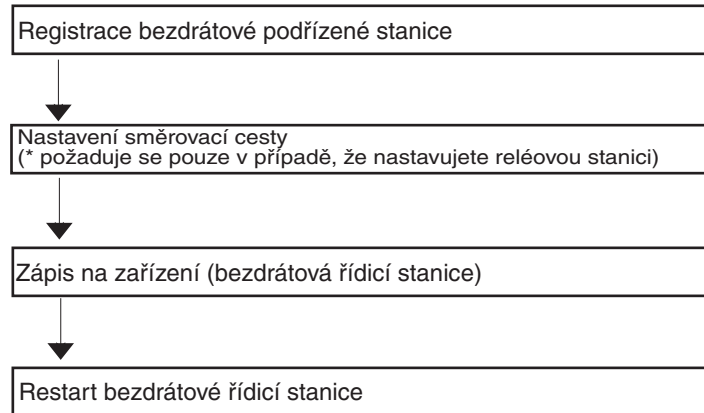 Registrace bezdrátové podřízené stanice
Nastavení směrovací cesty
(* požaduje se pouze v případě, že nastavujete reléovou stanici)
Zápis na zařízení (bezdrátová řídicí stanice)
Restart bezdrátové řídicí stanice